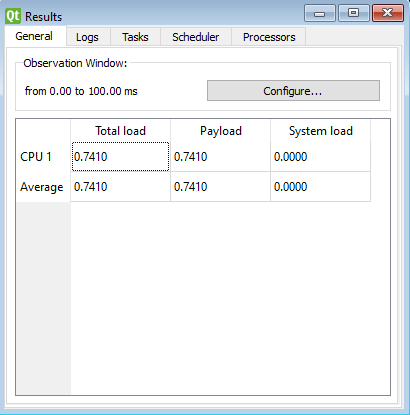 Qt Results
General Logs Tasks Scheduler Processors
Observation Window:
from 0.00 to 100.00 ms Configure...
Total load Payload System load
CPU 1 0.7410 0.7410 0.0000
Average 0.7410 0.7410 0.0000